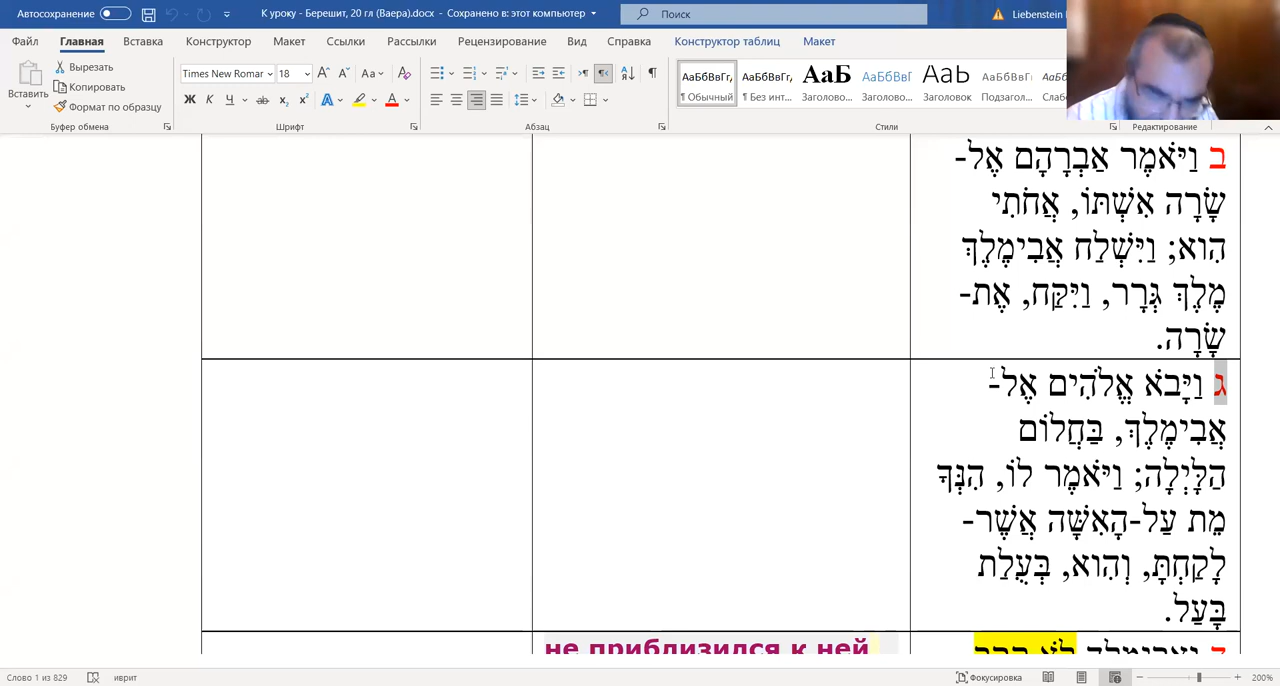 Автосохранение
К уроку - Берешит, 20 гл (Ваера).docx - Сохранено в: этот компьютер
Поиск
Liebenstein
Файл Главная Вставка Конструктор Макет Ссылки Рассылки Рецензирование Вид Справка Конструктор таблиц Макет
Вставить
Вырезать
Копировать
Формат по образцу
Times New Romar 18
Ж К Ч
АаБбВвГг, АаБбВвГг, АаБ АаБбВвГ АаБ АаБбВвГ
¶ Обычный ¶ Без инт... Заголово... Заголово... Заголовок Подзагол... Слабо
Буфер обмена Шрифт Абзац Стили Редактирование
ב וַיֹּאמֶר אַבְרָהָם אֶל-
שָׂרָה אִשְׁתּוֹ, אֲחֹתִי
הִוא; וַיִּשְׁלַח אֲבִימֶלֶךְ
מֶלֶךְ גְּרָר, וַיִּקַּח, אֶת-
שָׂרָה.
ג וַיָּבֹא אֱלֹהִים אֶל-
אֲבִימֶלֶךְ, בַּחֲלוֹם
הַלָּיְלָה; וַיֹּאמֶר לוֹ, הִנְּךָ
מֵת עַל-הָאִשָּׁה אֲשֶׁר-
לָקַחְתָּ, וְהִוא, בְּעֻלַת
בָּעַל.
не приблизился к ней
ד וַאֲבִימֶלֶךְ לֹא קָרַב
Слово 1 из 829 иврит Фокусировка 200%